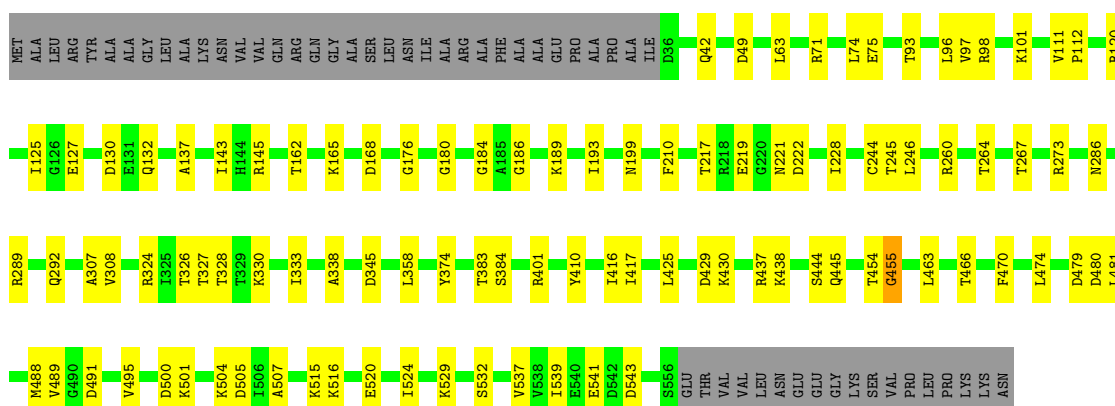 MET ALA LEU ARG TYR ALA ALA GLY LEU ALA LYS ASN VAL VAL GLN ARG GLN GLY ALA SER LEU ASN ILE ALA ARG ALA PHE ALA ALA GLU PRO ALA PRO ALA ILE D36 Q42 D49 L63 R71 L74 E75 T93 L96 V97 R98 K101 V111 P112
I125 G126 E127 D130 E131 Q132 A137 I143 H144 R145 T162 K165 D168 G176 G180 G184 A185 G186 K189 I193 N199 F210 T217 R218 E219 G220 N221 D222 I228 C244 T245 L246 R260 T264 T267 R273 N286
R289 Q292 A307 V308 R324 I325 T326 T327 T328 T329 K330 I333 A338 D345 L358 Y374 T383 S384 R401 Y410 I416 I417 L425 D429 K430 R437 K438 S444 Q445 T454 G455 L463 T466 F470 L474 D479 D480 L481
M488 V489 G490 D491 V495 D500 K501 K504 D505 I506 A507 K515 K516 E520 I524 K529 S532 V537 V538 I539 E540 E541 D542 D543 S556 GLU THR VAL VAL LEU ASN GLU GLU GLY LYS SER VAL PRO LEU PRO LYS LYS ASN